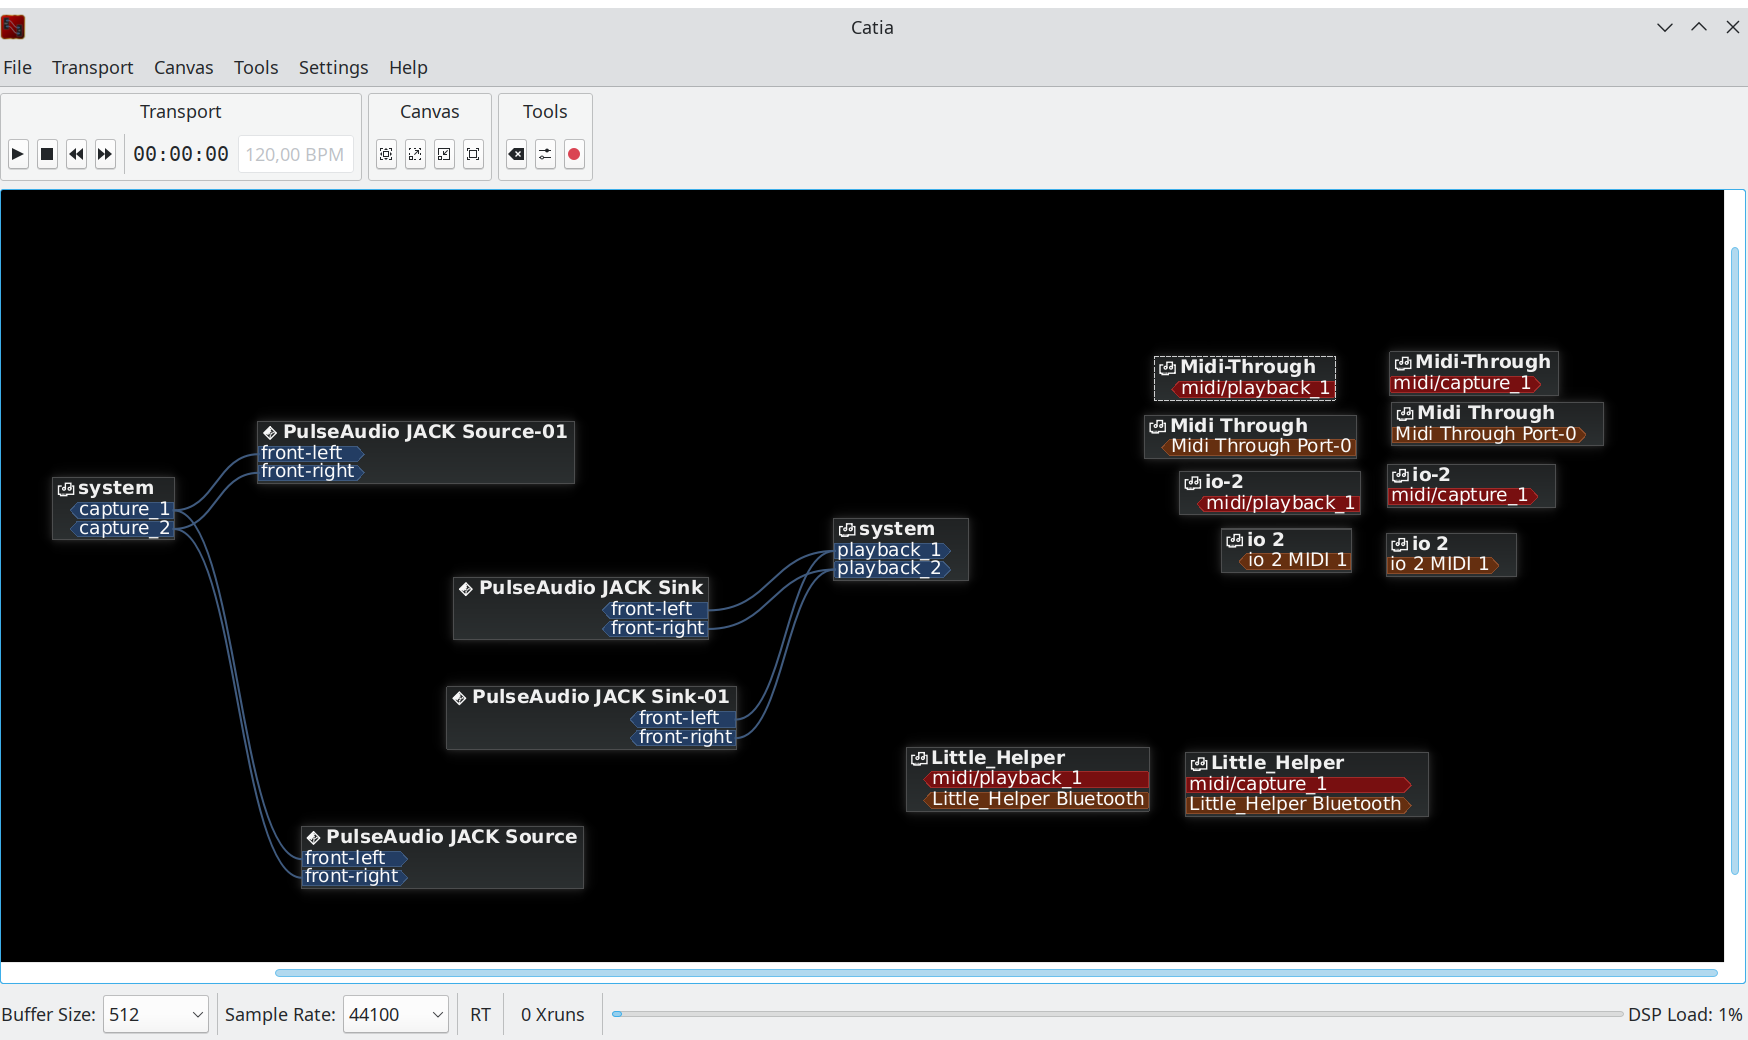 Catia
File Transport Canvas Tools Settings Help
Transport Canvas Tools
00:00:00 120,00 BPM
Midi-Through
midi/playback_1
Midi-Through
midi/capture_1
Midi Through
Midi Through Port-0
Midi Through
Midi Through Port-0
PulseAudio JACK Source-01
front-left
front-right
system
capture_1
capture_2
io-2
midi/playback_1
io-2
midi/capture_1
system
playback_1
playback_2
io 2
io 2 MIDI 1
io 2
io 2 MIDI 1
PulseAudio JACK Sink
front-left
front-right
PulseAudio JACK Sink-01
front-left
front-right
Little_Helper
midi/playback_1
Little_Helper Bluetooth
Little_Helper
midi/capture_1
Little_Helper Bluetooth
PulseAudio JACK Source
front-left
front-right
Buffer Size: 512 Sample Rate: 44100 RT 0 Xruns DSP Load: 1%